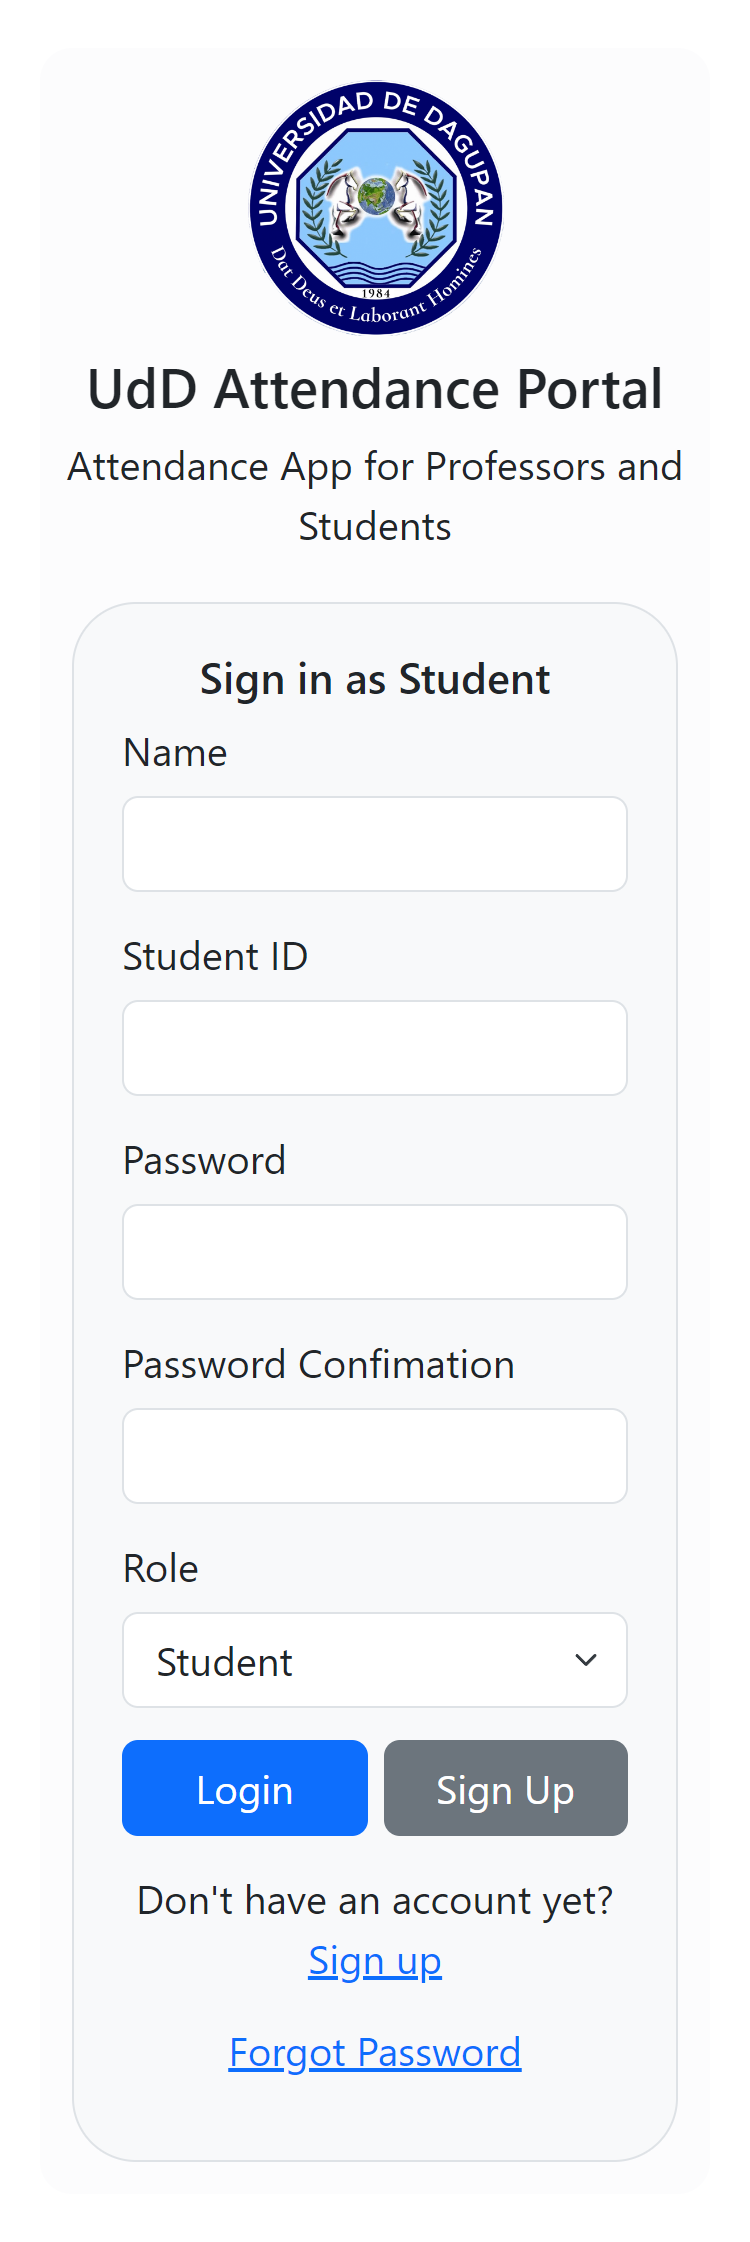 UNIVERSIDAD DE DAGUPAN
1984
Dat Deus et Laborant Homines
UdD Attendance Portal
Attendance App for Professors and
Students
Sign in as Student
Name
Student ID
Password
Password Confimation
Role
Student
Login
Sign Up
Don't have an account yet?
Sign up
Forgot Password